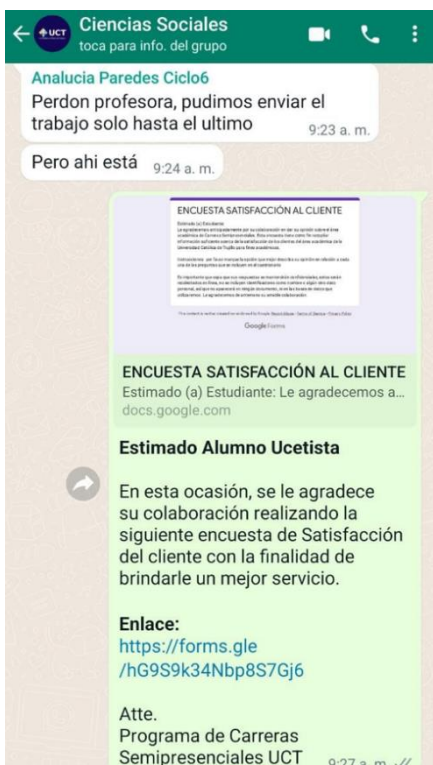 UCT
Ciencias Sociales
toca para info. del grupo
Analucia Paredes Ciclo6
Perdon profesora, pudimos enviar el
trabajo solo hasta el ultimo
9:23 a. m.
Pero ahi está
9:24 a. m.
ENCUESTA SATISFACCIÓN AL CLIENTE
Google Forms
ENCUESTA SATISFACCIÓN AL CLIENTE
Estimado (a) Estudiante: Le agradecemos a...
docs.google.com
Estimado Alumno Ucetista
En esta ocasión, se le agradece
su colaboración realizando la
siguiente encuesta de Satisfacción
del cliente con la finalidad de
brindarle un mejor servicio.
Enlace:
https://forms.gle
/hG9S9k34Nbp8S7Gj6
Atte.
Programa de Carreras
Semipresenciales UCT
9:27 a. m.